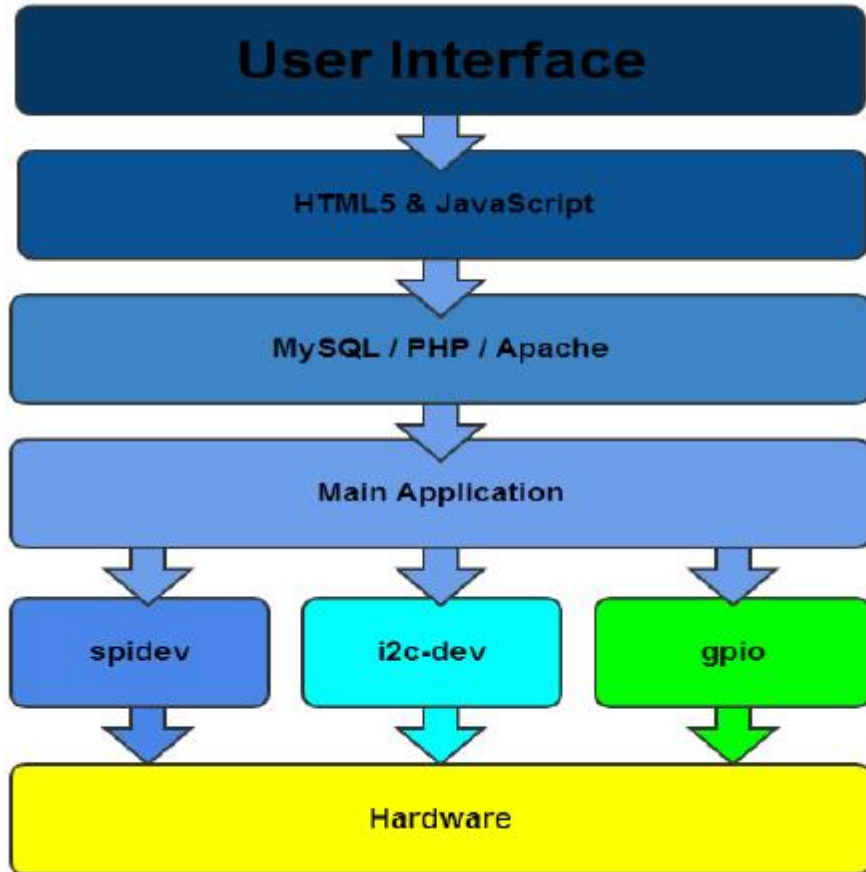 User Interface
HTML5 & JavaScript
MySQL / PHP / Apache
Main Application
spidev
i2c-dev
gpio
Hardware